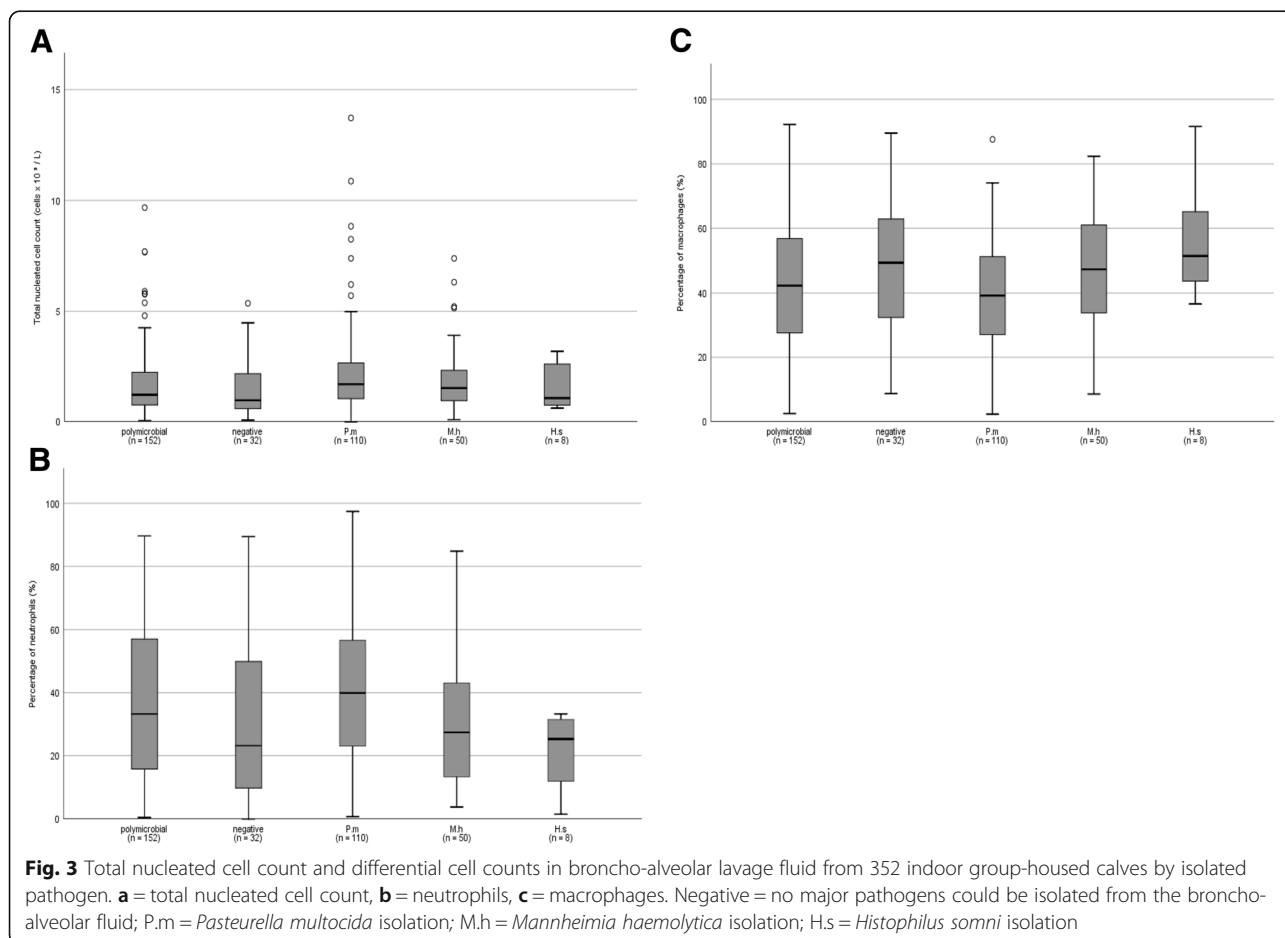 A
Total nucleated cell count (cells x 10 ⁹ / L)
15
10
5
0
polymicrobial negative P.m M.h H.s
(n = 152) (n = 32) (n = 110) (n = 50) (n = 8)
C
Percentage of macrophages (%)
100
80
60
40
20
0
polymicrobial negative P.m M.h H.s
(n = 152) (n = 32) (n = 110) (n = 50) (n = 8)
B
Percentage of neutrophils (%)
100
80
60
40
20
0
polymicrobial negative P.m M.h H.s
(n = 152) (n = 32) (n = 110) (n = 50) (n = 8)
Fig. 3 Total nucleated cell count and differential cell counts in broncho-alveolar lavage fluid from 352 indoor group-housed calves by isolated
pathogen. a = total nucleated cell count, b = neutrophils, c = macrophages. Negative = no major pathogens could be isolated from the broncho-
alveolar fluid; P.m = Pasteurella multocida isolation; M.h = Mannheimia haemolytica isolation; H.s = Histophilus somni isolation